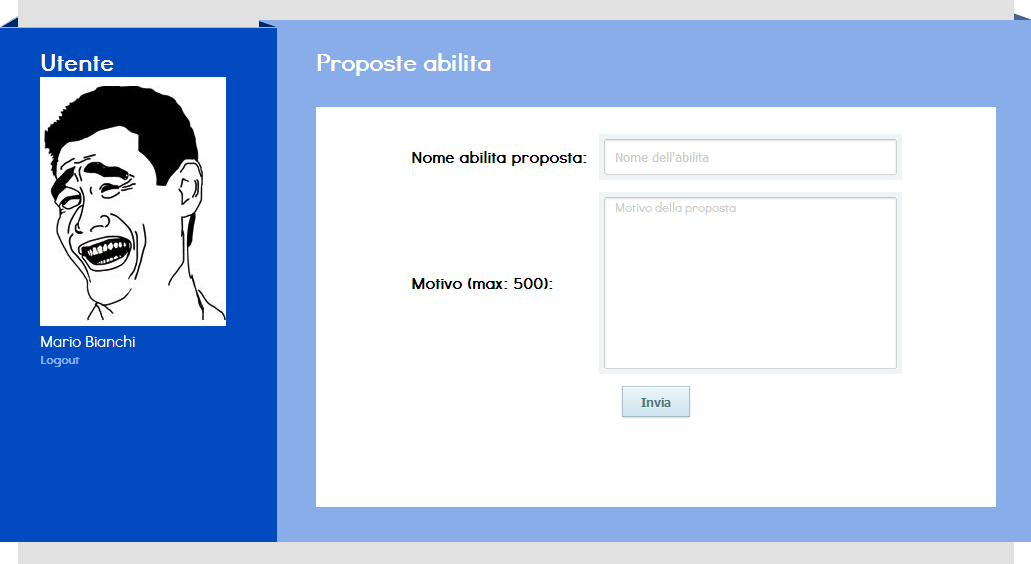 Utente
Mario Bianchi
Logout
Proposte abilita
Nome abilita proposta:
Nome dell'abilita
Motivo (max: 500):
Motivo della proposta
Invia